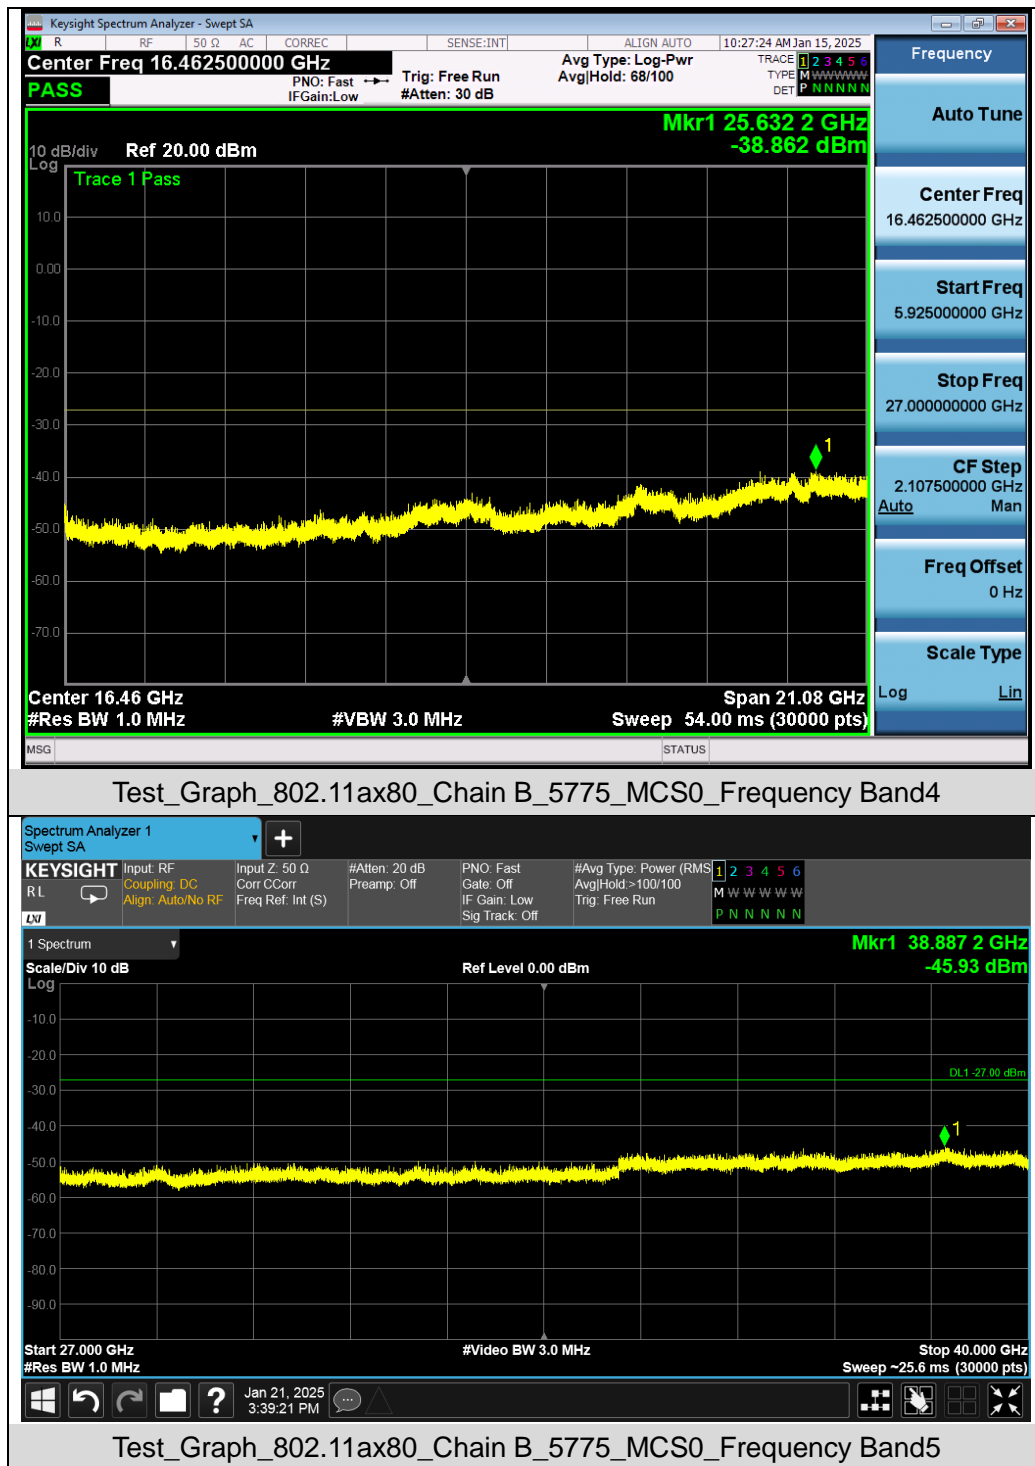 Keysight Spectrum Analyzer - Swept SA
LXI R RF 50 Ω AC CORREC SENSE:INT ALIGN AUTO 10:27:24 AM Jan 15, 2025
Center Freq 16.462500000 GHz
PASS
PNO: Fast
IFGain:Low
Trig: Free Run
#Atten: 30 dB
Avg Type: Log-Pwr
Avg|Hold: 68/100
TRACE 1 2 3 4 5 6
TYPE M W W W W W
DET P N N N N N
Mkr1 25.632 2 GHz
-38.862 dBm
10 dB/div Ref 20.00 dBm
Log
Trace 1 Pass
10.0
0.00
-10.0
-20.0
-30.0
1
-40.0
-50.0
-60.0
-70.0
Center 16.46 GHz Span 21.08 GHz
#Res BW 1.0 MHz #VBW 3.0 MHz Sweep 54.00 ms (30000 pts)
MSG STATUS
Frequency
Auto Tune
Center Freq
16.462500000 GHz
Start Freq
5.925000000 GHz
Stop Freq
27.000000000 GHz
CF Step
2.107500000 GHz
Auto Man
Freq Offset
0 Hz
Scale Type
Log Lin
Test_Graph_802.11ax80_Chain B_5775_MCS0_Frequency Band4
Spectrum Analyzer 1
Swept SA
+
KEYSIGHT
R L
LXI
Input: RF
Coupling: DC
Align: Auto/No RF
Input Z: 50 Ω
Corr CCorr
Freq Ref: Int (S)
#Atten: 20 dB
Preamp: Off
PNO: Fast
Gate: Off
IF Gain: Low
Sig Track: Off
#Avg Type: Power (RMS
Avg|Hold:>100/100
Trig: Free Run
1 2 3 4 5 6
M W W W W W
P N N N N N
1 Spectrum
Mkr1 38.887 2 GHz
Scale/Div 10 dB Ref Level 0.00 dBm -45.93 dBm
Log
-10.0
-20.0
DL1 -27.00 dBm
-30.0
-40.0
1
-50.0
-60.0
-70.0
-80.0
-90.0
Start 27.000 GHz #Video BW 3.0 MHz Stop 40.000 GHz
#Res BW 1.0 MHz Sweep ~25.6 ms (30000 pts)
?
Jan 21, 2025
3:39:21 PM
Test_Graph_802.11ax80_Chain B_5775_MCS0_Frequency Band5